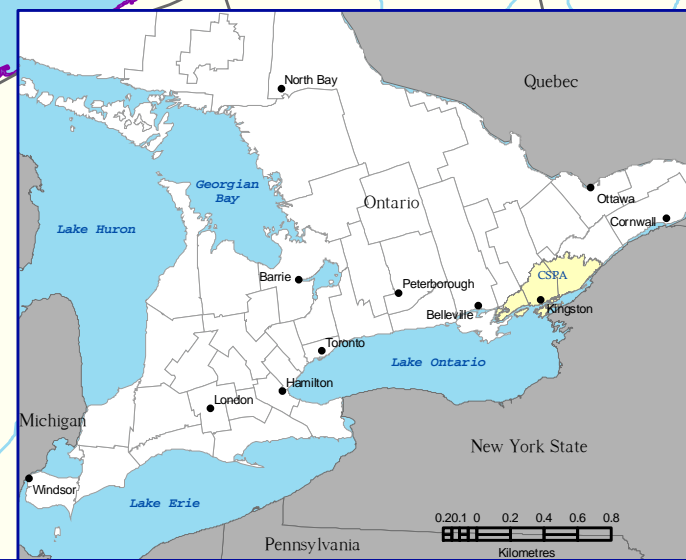 North Bay
Quebec
Georgian
Bay
Ontario
Ottawa
Cornwall
Lake Huron
CSPA
Barrie
Peterborough
Belleville
Kingston
Toronto
Lake Ontario
Hamilton
London
Michigan
New York State
Windsor
Lake Erie
0.20.1 0 0.2 0.4 0.6 0.8
Kilometres
Pennsylvania